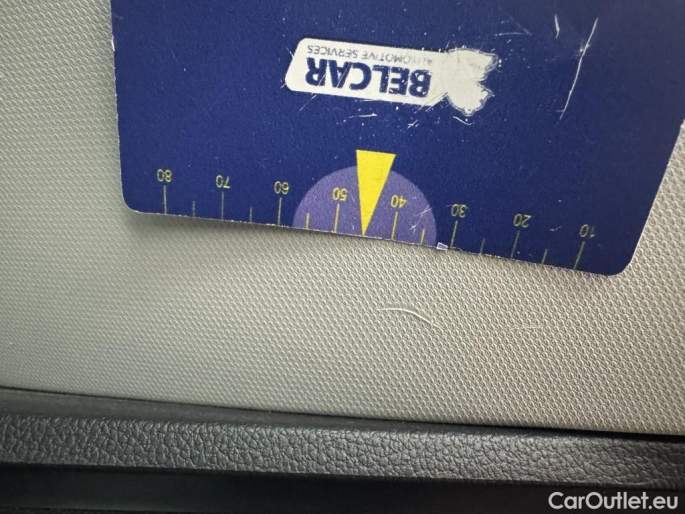 BELCAR
AUTOMOTIVE SERVICES
10 20 30 40 50 60 70 80
CarOutlet.eu